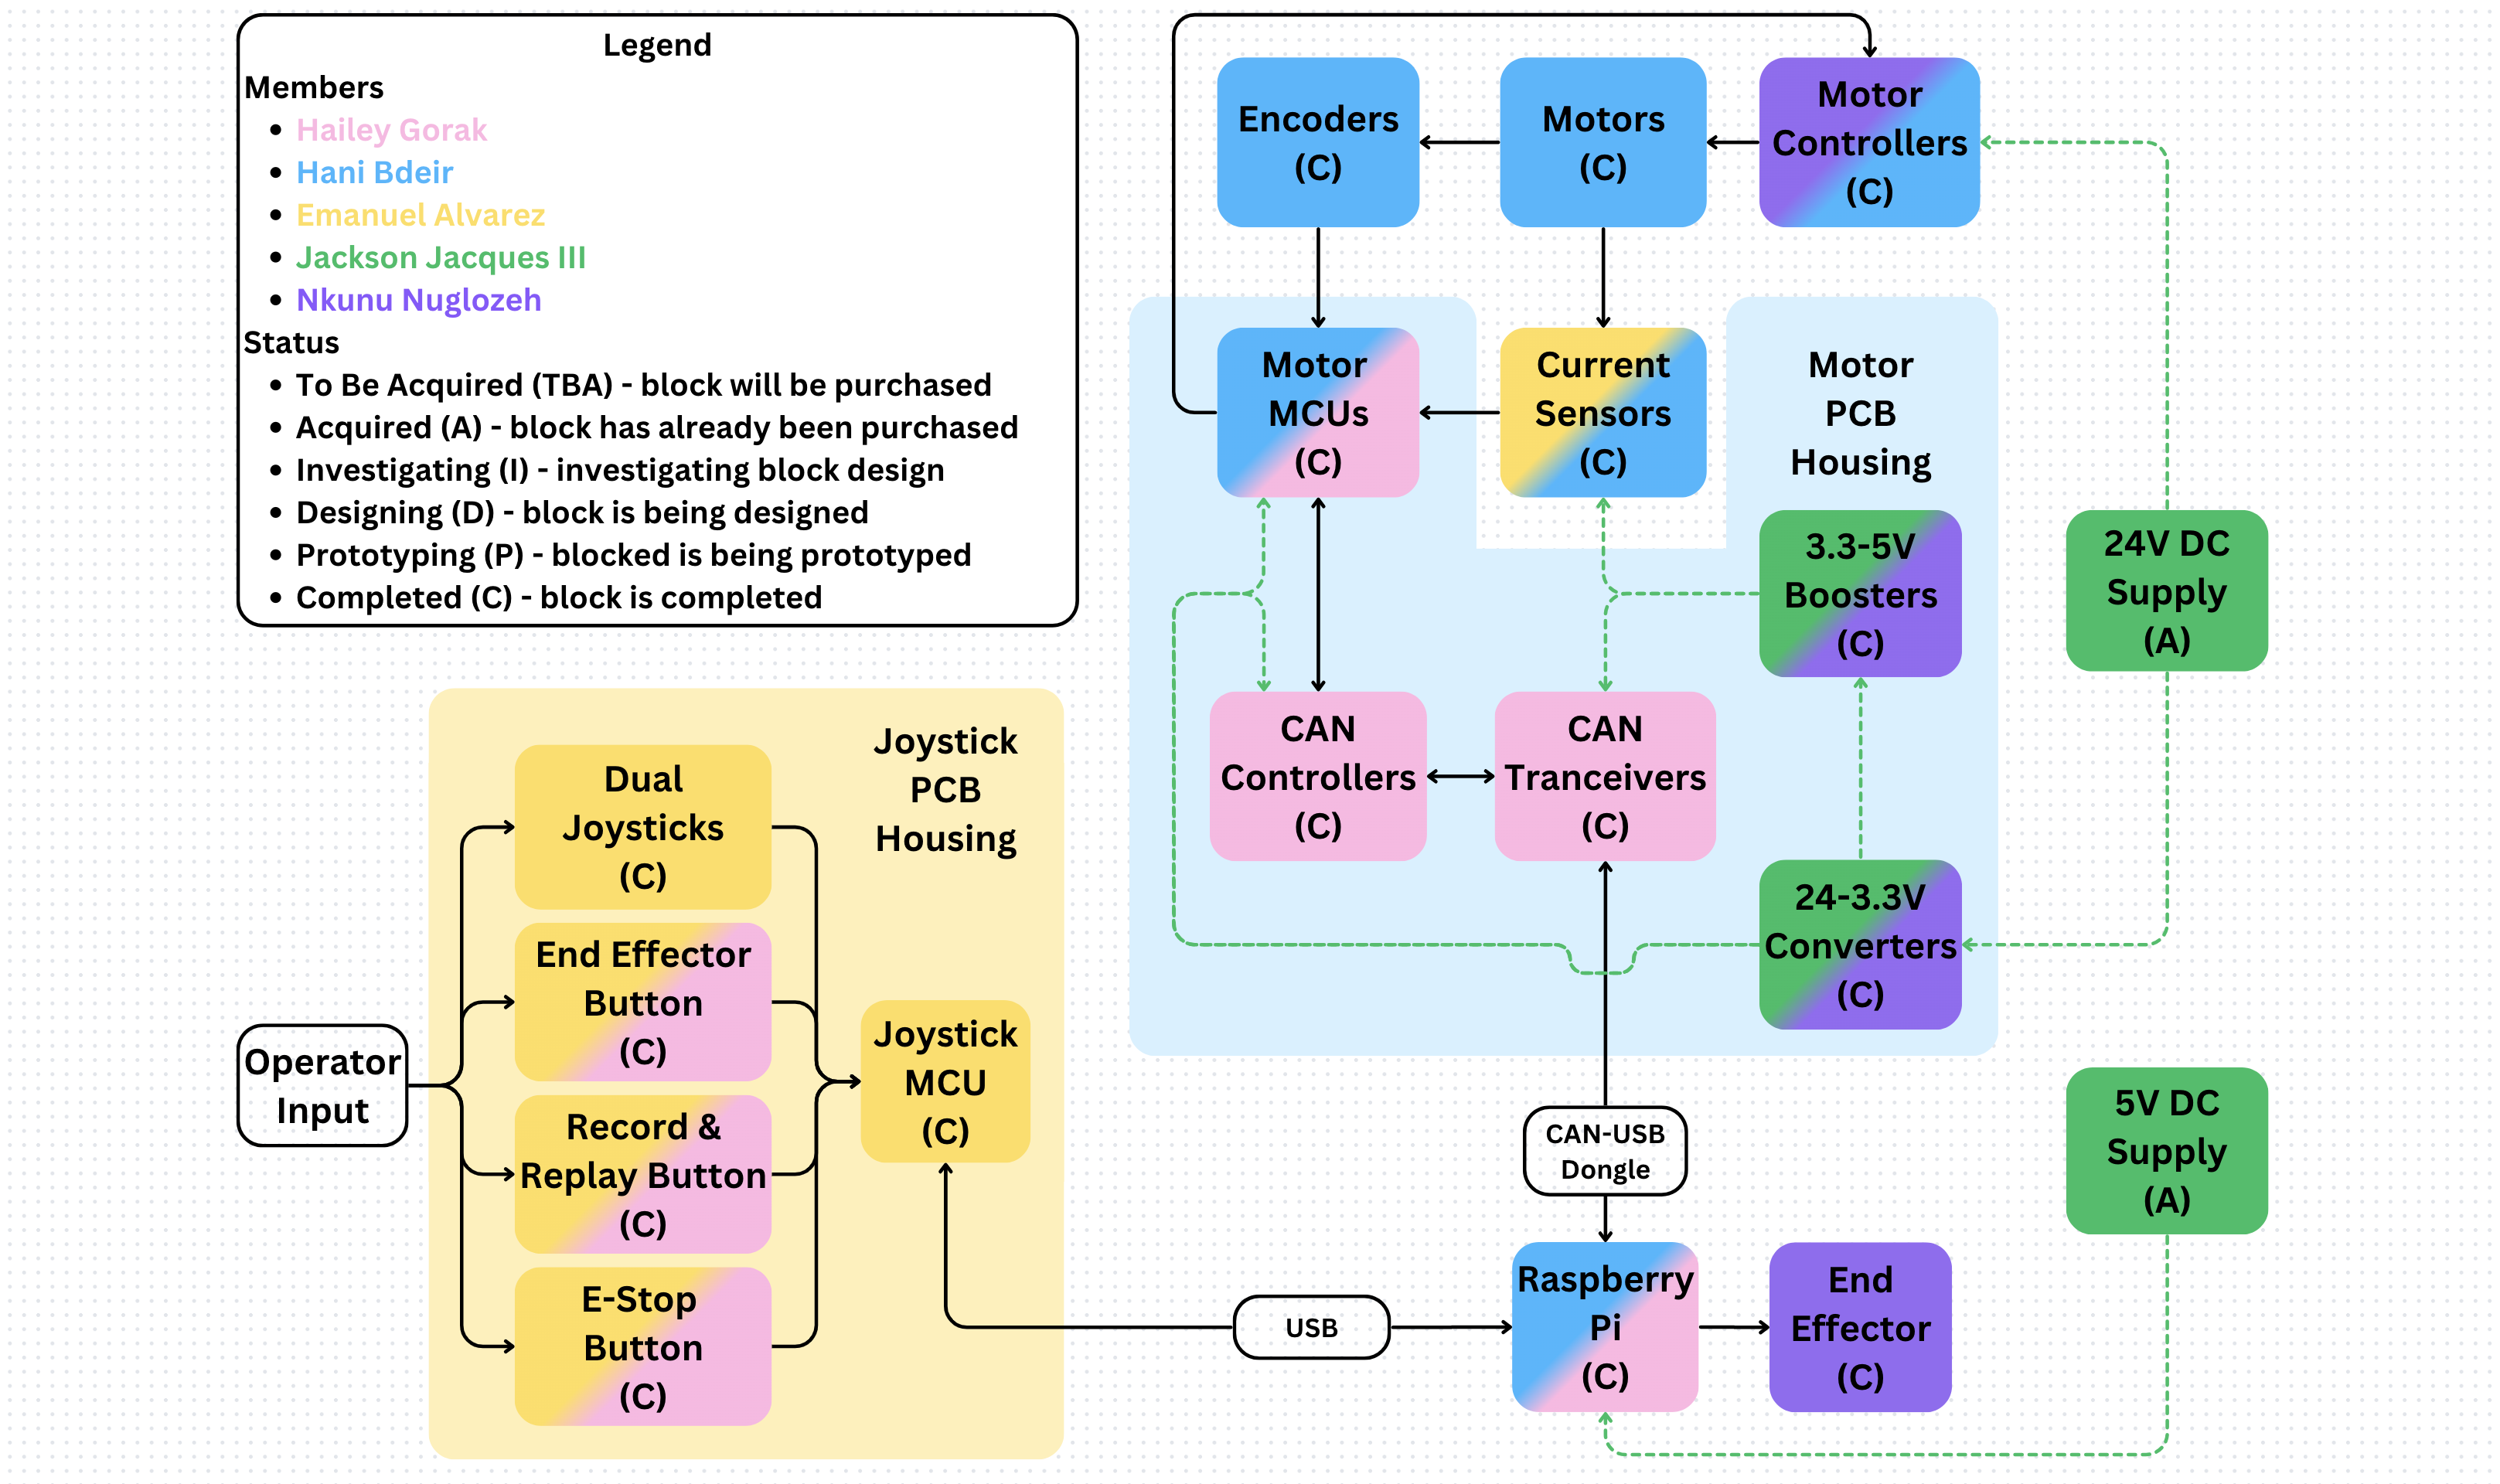 Legend
Members
• Hailey Gorak
• Hani Bdeir
• Emanuel Alvarez
• Jackson Jacques III
• Nkunu Nuglozeh
Status
• To Be Acquired (TBA) - block will be purchased
• Acquired (A) - block has already been purchased
• Investigating (I) - investigating block design
• Designing (D) - block is being designed
• Prototyping (P) - blocked is being prototyped
• Completed (C) - block is completed
Encoders
(C)
Motors
(C)
Motor
Controllers
(C)
Motor
MCUs
(C)
Current
Sensors
(C)
Motor
PCB
Housing
3.3-5V
Boosters
(C)
24V DC
Supply
(A)
CAN
Controllers
(C)
CAN
Tranceivers
(C)
24-3.3V
Converters
(C)
Joystick
PCB
Housing
Dual
Joysticks
(C)
End Effector
Button
(C)
Record &
Replay Button
(C)
E-Stop
Button
(C)
Operator
Input
Joystick
MCU
(C)
CAN-USB
Dongle
5V DC
Supply
(A)
USB
Raspberry
Pi
(C)
End
Effector
(C)